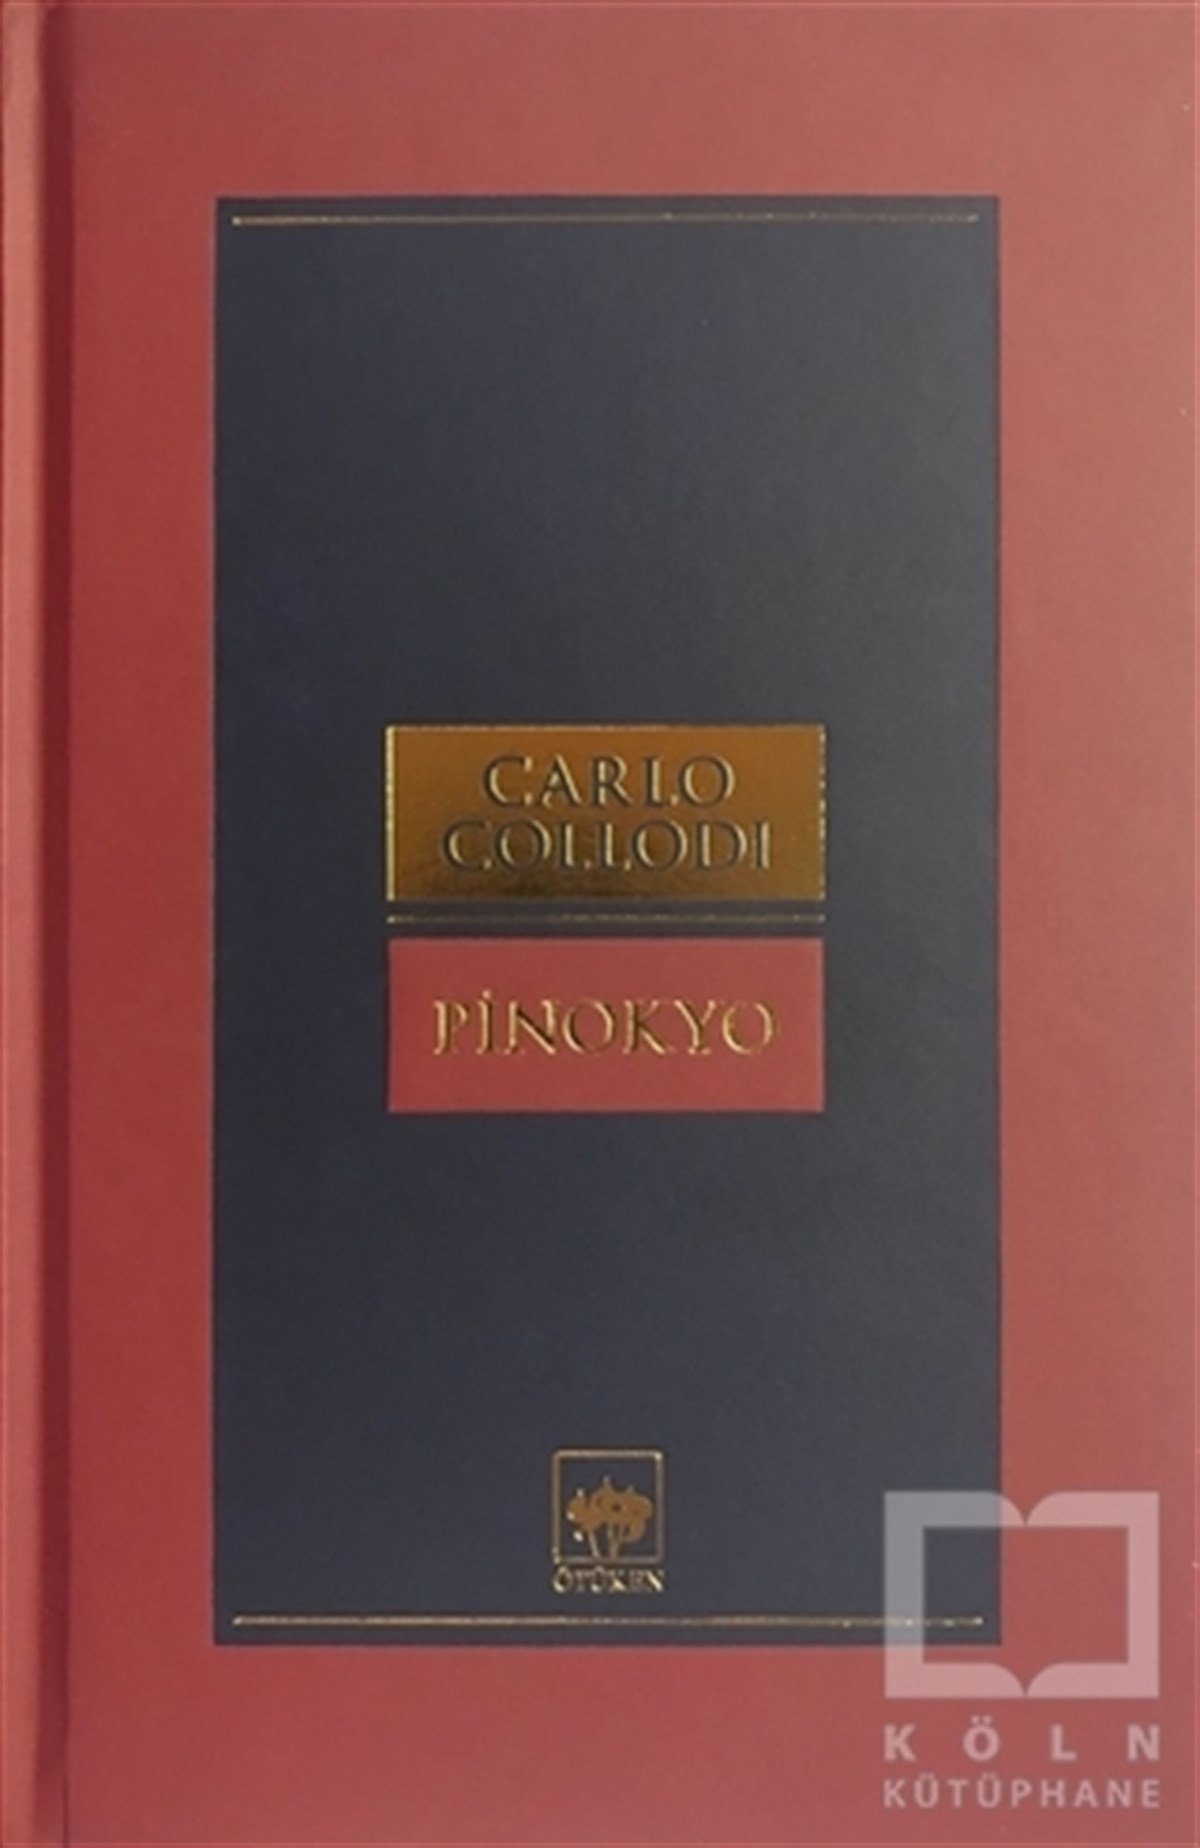 CARLO
COLLODI
PİNOKYO
ÖTÜKEN
KÖLN
KÜTÜPHANE